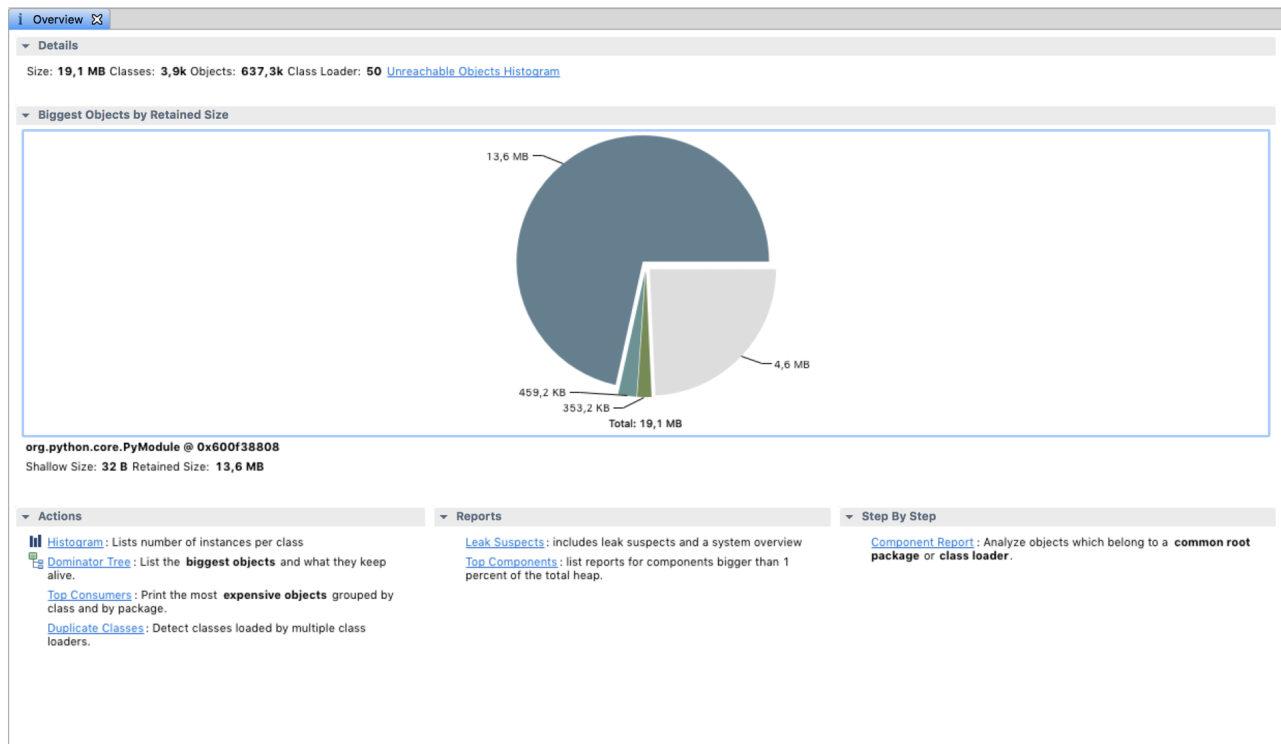 Overview
Details
Size: 19,1 MB Classes: 3,9k Objects: 637,3k Class Loader: 50 Unreachable Objects Histogram
Biggest Objects by Retained Size
13,6 MB
4,6 MB
459,2 KB
353,2 KB
Total: 19,1 MB
org.python.core.PyModule @ 0x600f38808
Shallow Size: 32 B Retained Size: 13,6 MB
Actions
Histogram : Lists number of instances per class
Dominator Tree : List the biggest objects and what they keep
alive.
Top Consumers : Print the most expensive objects grouped by
class and by package.
Duplicate Classes : Detect classes loaded by multiple class
loaders.
Reports
Leak Suspects : includes leak suspects and a system overview
Top Components : list reports for components bigger than 1
percent of the total heap.
Step By Step
Component Report : Analyze objects which belong to a common root
package or class loader.